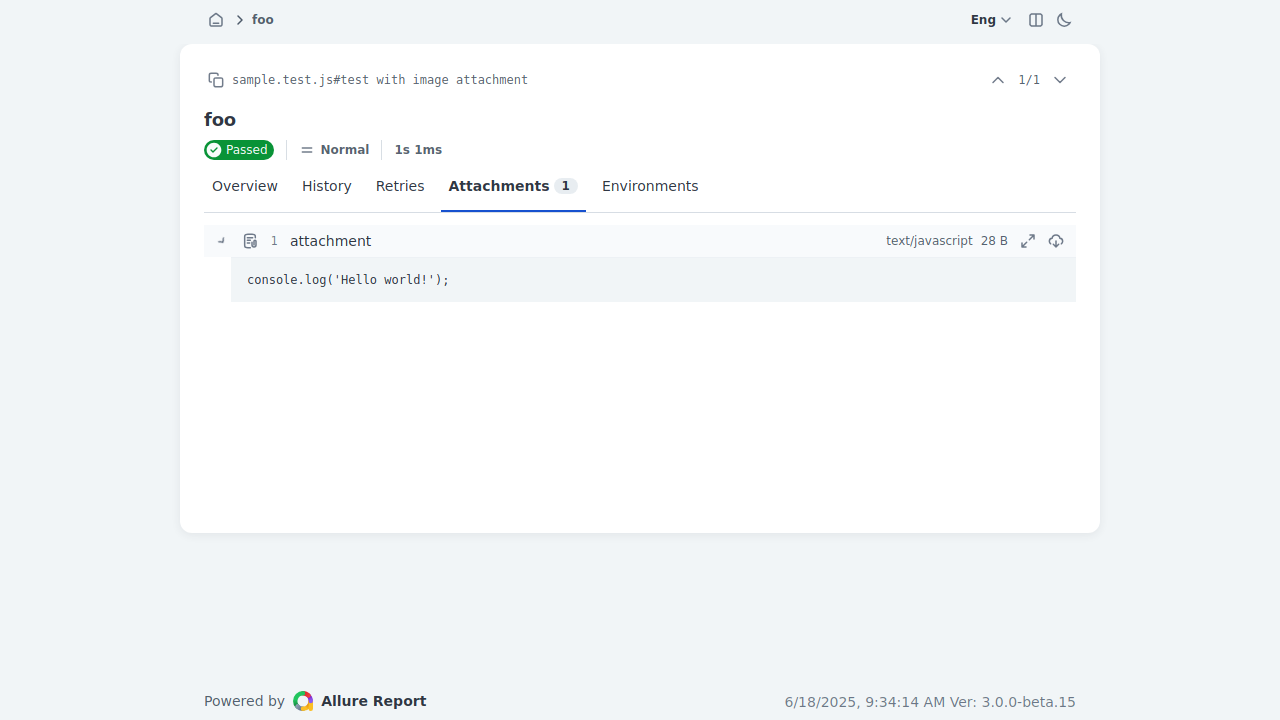 foo
Eng
sample.test.js#test with image attachment
1/1
foo
Passed Normal 1s 1ms
Overview History Retries Attachments 1 Environments
1 attachment text/javascript 28 B
console.log('Hello world!');
Powered by Allure Report
6/18/2025, 9:34:14 AM Ver: 3.0.0-beta.15